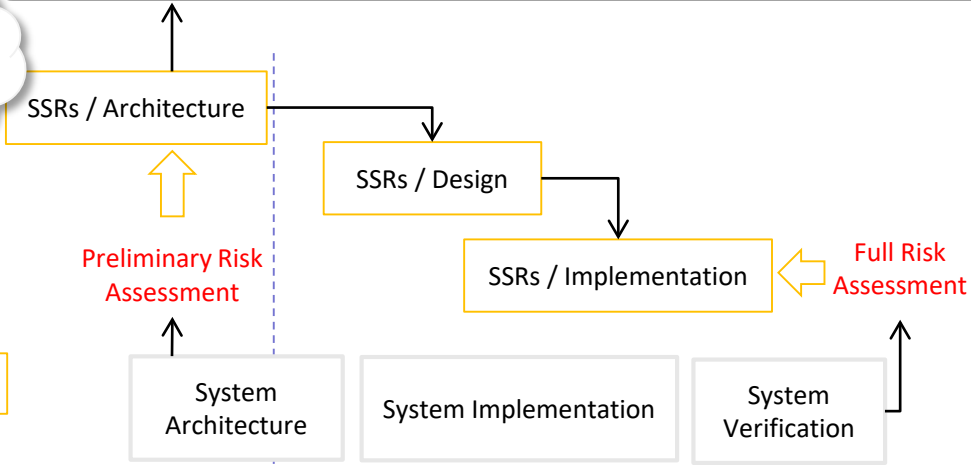 SSRs / Architecture
SSRs / Design
Preliminary Risk
Assessment
SSRs / Implementation
Full Risk
Assessment
System
Architecture
System Implementation
System
Verification